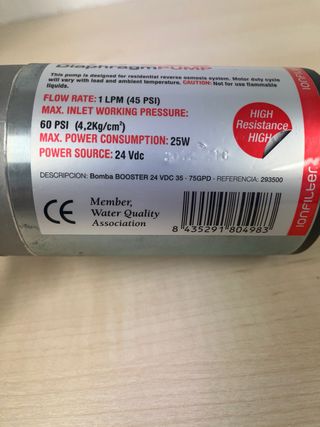 DiaphragmPUMP
This pump is designed for residential reverse osmosis system. Motor duty cycle
will very with load and ambient temperature. CAUTION: Not for use flammable
liquids.
FLOW RATE: 1 LPM (45 PSI)
MAX. INLET WORKING PRESSURE:
60 PSI (4,2Kg/cm²)
MAX. POWER CONSUMPTION: 25W
POWER SOURCE: 24 Vdc
HIGH
Resistance
HIGH
DESCRIPCION: Bomba BOOSTER 24 VDC 35 - 75GPD - REFERENCIA: 293500
CE
Member,
Water Quality
Association
8 435291 804983
IONFILTER